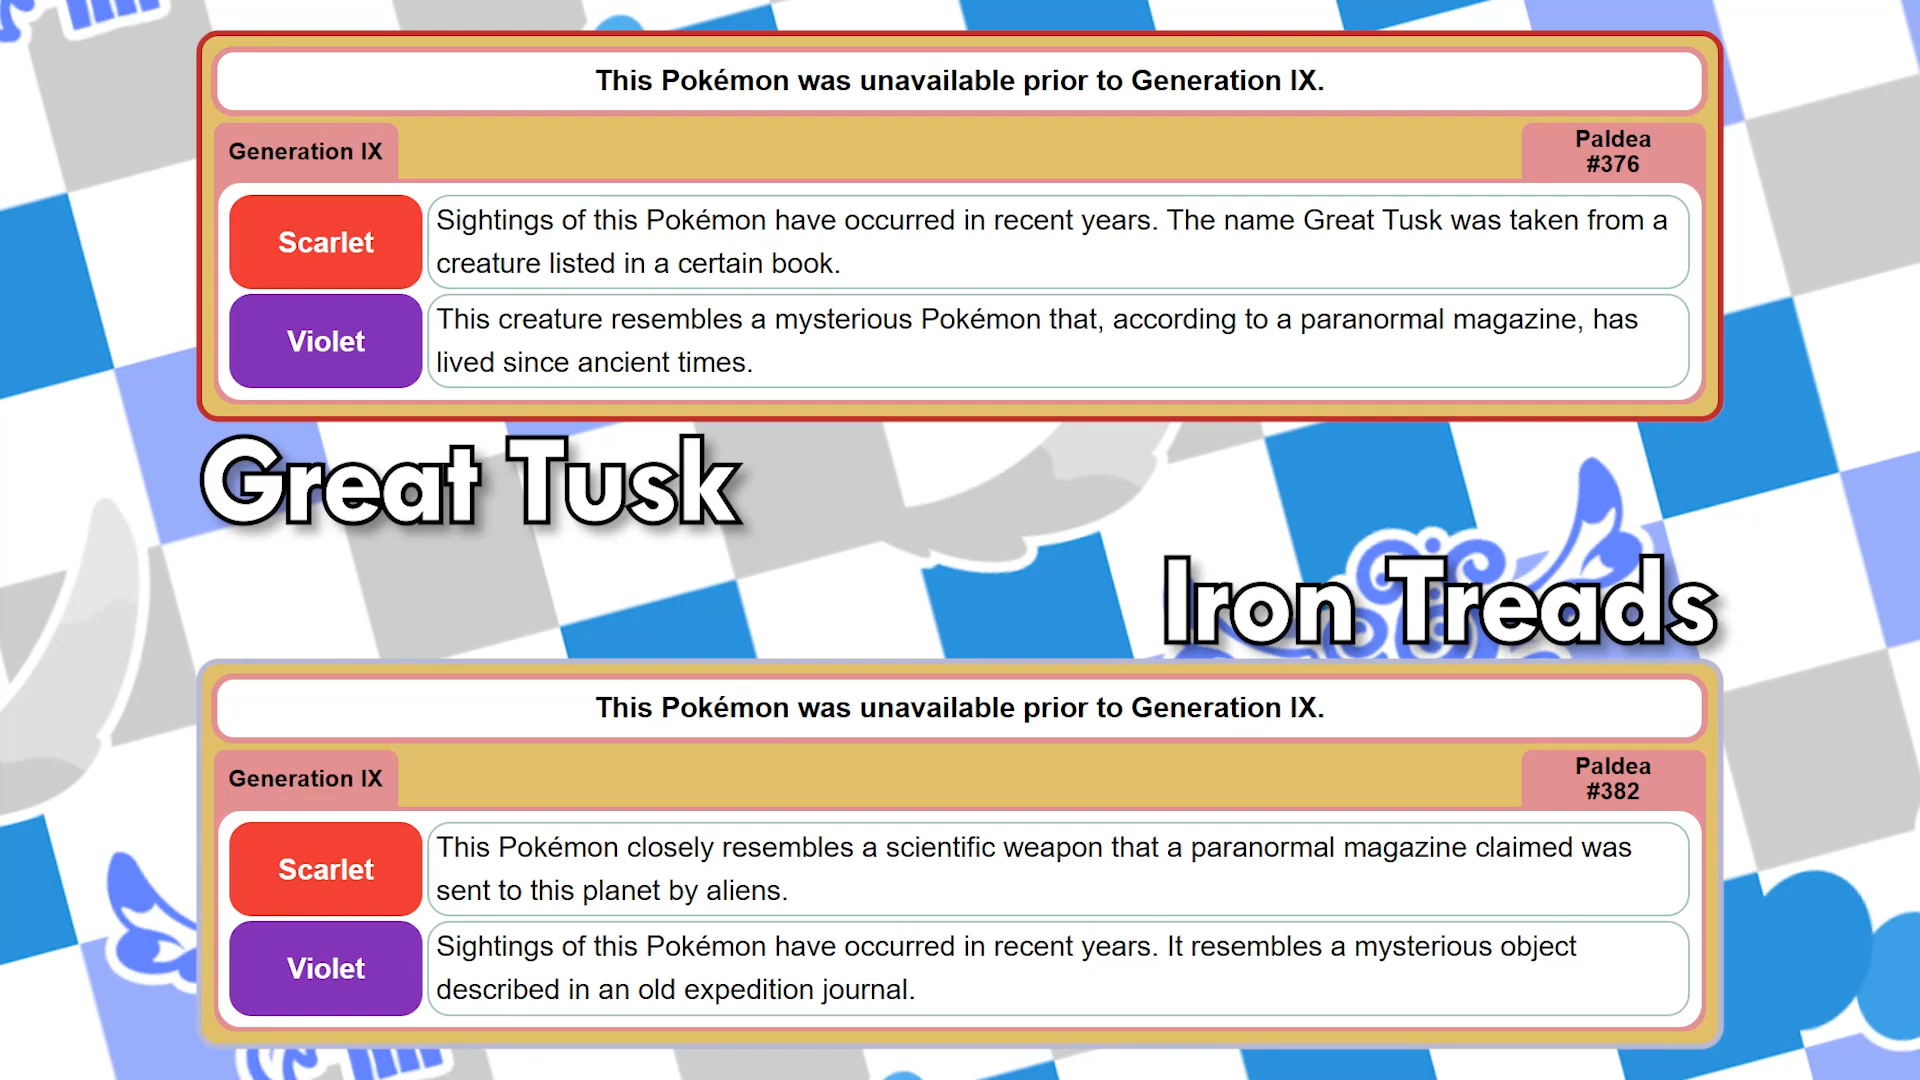 This Pokémon was unavailable prior to Generation IX.
Generation IX
Paldea
#376
Scarlet
Sightings of this Pokémon have occurred in recent years. The name Great Tusk was taken from a
creature listed in a certain book.
Violet
This creature resembles a mysterious Pokémon that, according to a paranormal magazine, has
lived since ancient times.
Great Tusk
Iron Treads
This Pokémon was unavailable prior to Generation IX.
Generation IX
Paldea
#382
Scarlet
This Pokémon closely resembles a scientific weapon that a paranormal magazine claimed was
sent to this planet by aliens.
Violet
Sightings of this Pokémon have occurred in recent years. It resembles a mysterious object
described in an old expedition journal.